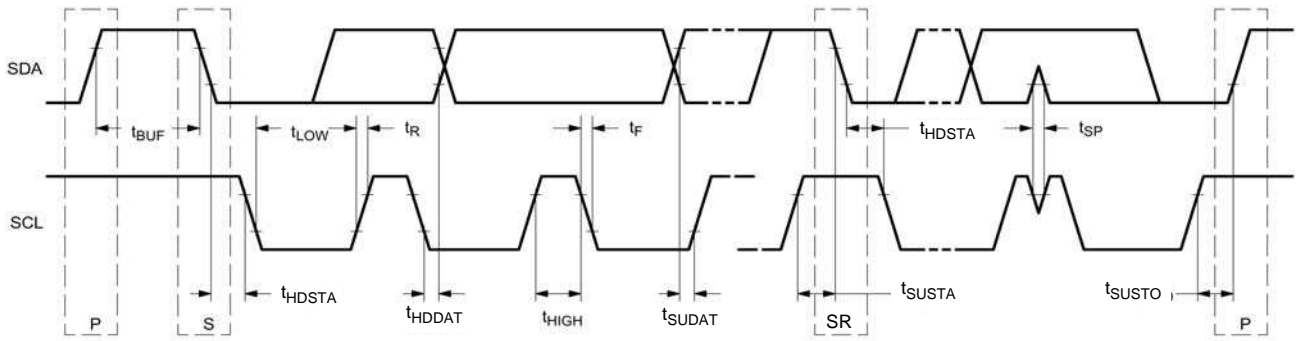 SDA
tBUF
tLOW
tR
tF
tHDSTA
tSP
SCL
tHDSTA
tHDDAT
tHIGH
tSUDAT
tSUSTA
tSUSTO
P
S
SR
P